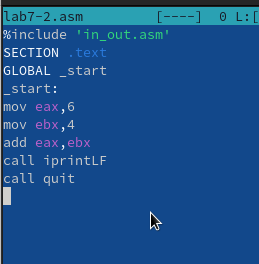 lab7-2.asm [----] 0 L:[
%include 'in_out.asm'
SECTION .text
GLOBAL _start
_start:
mov eax,6
mov ebx,4
add eax,ebx
call iprintLF
call quit